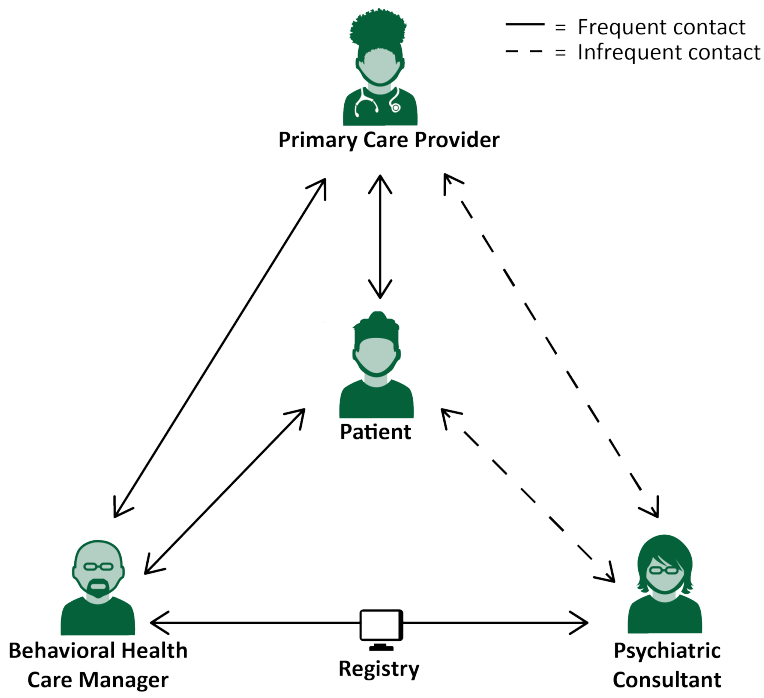 = Frequent contact
= Infrequent contact
Primary Care Provider
Patient
Behavioral Health
Care Manager
Registry
Psychiatric
Consultant